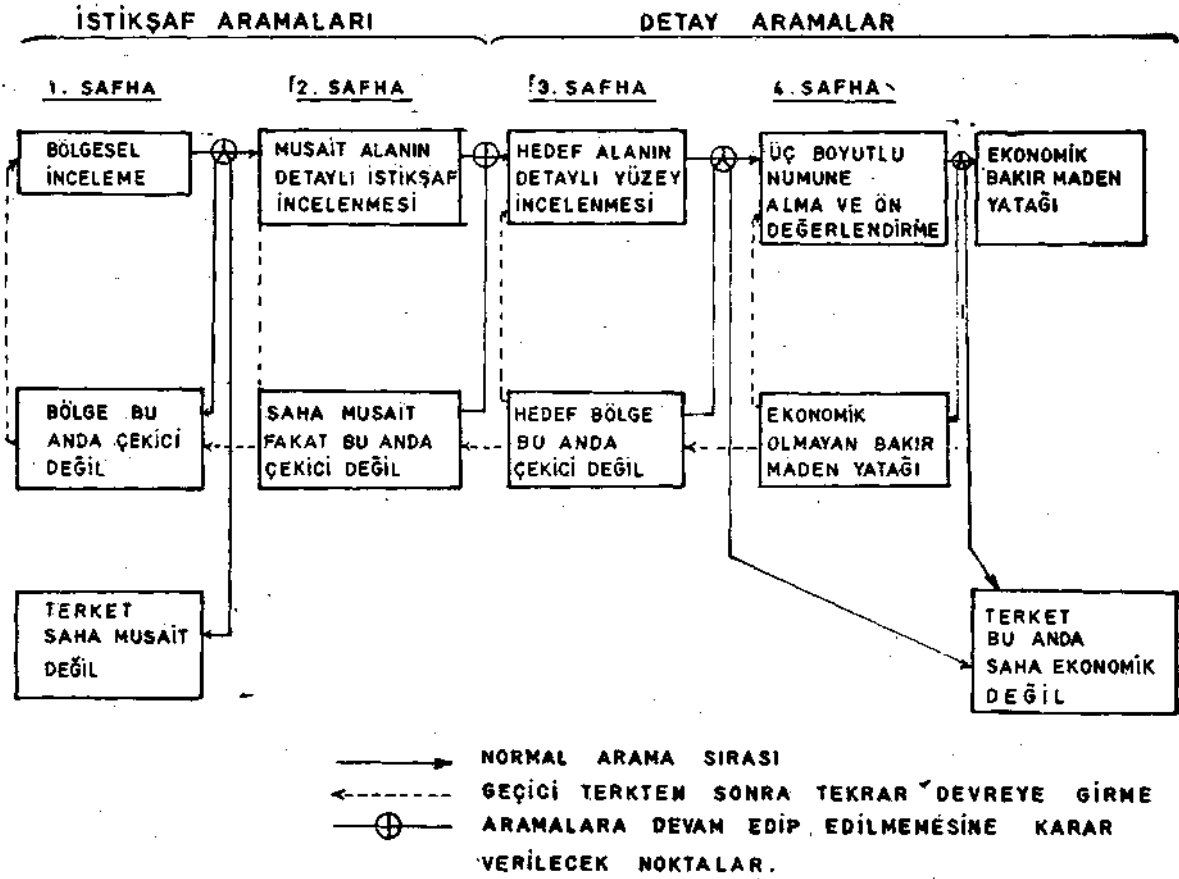 İSTİKŞAF ARAMALARI
DETAY ARAMALAR
1. SAFHA
2. SAFHA
3. SAFHA
4. SAFHA
BÖLGESEL
İNCELEME
MUSAİT ALANIN
DETAYLI İSTİKŞAF
İNCELENMESİ
HEDEF ALANIN
DETAYLI YÜZEY
İNCELENMESİ
ÜÇ BOYUTLU
NUMUNE
ALMA VE ÖN
DEĞERLENDİRME
EKONOMİK
BAKIR MADEN
YATAĞI
BÖLGE BU
ANDA ÇEKİCİ
DEĞİL
SAHA MUSAİT
FAKAT BU ANDA
ÇEKİCİ DEĞİL
HEDEF BÖLGE
BU ANDA
ÇEKİCİ DEĞİL
EKONOMİK
OLMAYAN BAKIR
MADEN YATAĞI
TERKET
SAHA MUSAİT
DEĞİL
TERKET
BU ANDA
SAHA EKONOMİK
DEĞİL
NORMAL ARAMA SIRASI
GEÇİCİ TERKTEN SONRA TEKRAR DEVREYE GİRME
ARAMALARA DEVAM EDİP EDİLMEMESİNE KARAR
VERİLECEK NOKTALAR.